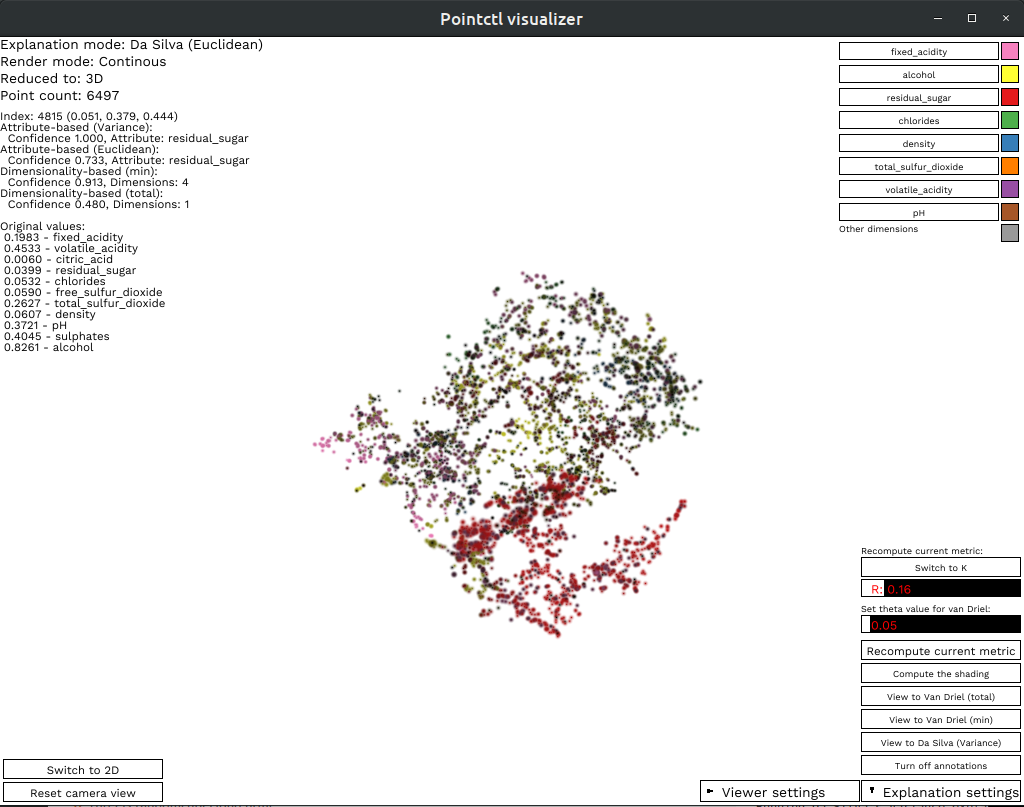 Pointctl visualizer
Explanation mode: Da Silva (Euclidean)
Render mode: Continous
Reduced to: 3D
Point count: 6497
Index: 4815 (0.051, 0.379, 0.444)
Attribute-based (Variance):
Confidence 1.000, Attribute: residual_sugar
Attribute-based (Euclidean):
Confidence 0.733, Attribute: residual_sugar
Dimensionality-based (min):
Confidence 0.913, Dimensions: 4
Dimensionality-based (total):
Confidence 0.480, Dimensions: 1
Original values:
0.1983 - fixed_acidity
0.4533 - volatile_acidity
0.0060 - citric_acid
0.0399 - residual_sugar
0.0532 - chlorides
0.0590 - free_sulfur_dioxide
0.2627 - total_sulfur_dioxide
0.0607 - density
0.3721 - pH
0.4045 - sulphates
0.8261 - alcohol
fixed_acidity
alcohol
residual_sugar
chlorides
density
total_sulfur_dioxide
volatile_acidity
pH
Other dimensions
Recompute current metric:
Switch to K
R: 0.16
Set theta value for van Driel:
0.05
Recompute current metric
Compute the shading
View to Van Driel (total)
View to Van Driel (min)
View to Da Silva (Variance)
Turn off annotations
Switch to 2D
Reset camera view
Viewer settings
Explanation settings